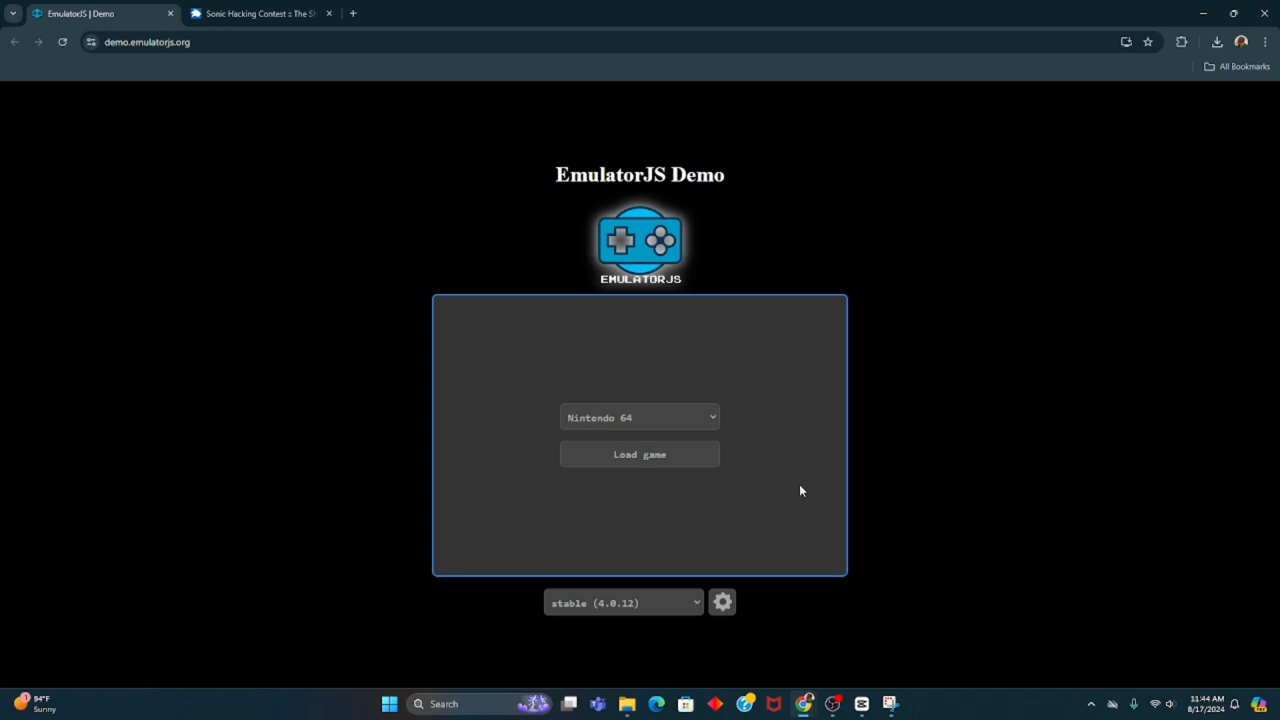 EmulatorJS | Demo
Sonic Hacking Contest :: The S
demo.emulatorjs.org
All Bookmarks
EmulatorJS Demo
EMULATORJS
Nintendo 64
Load game
stable (4.0.12)
1
94°F
Sunny
Search
11:44 AM
8/17/2024